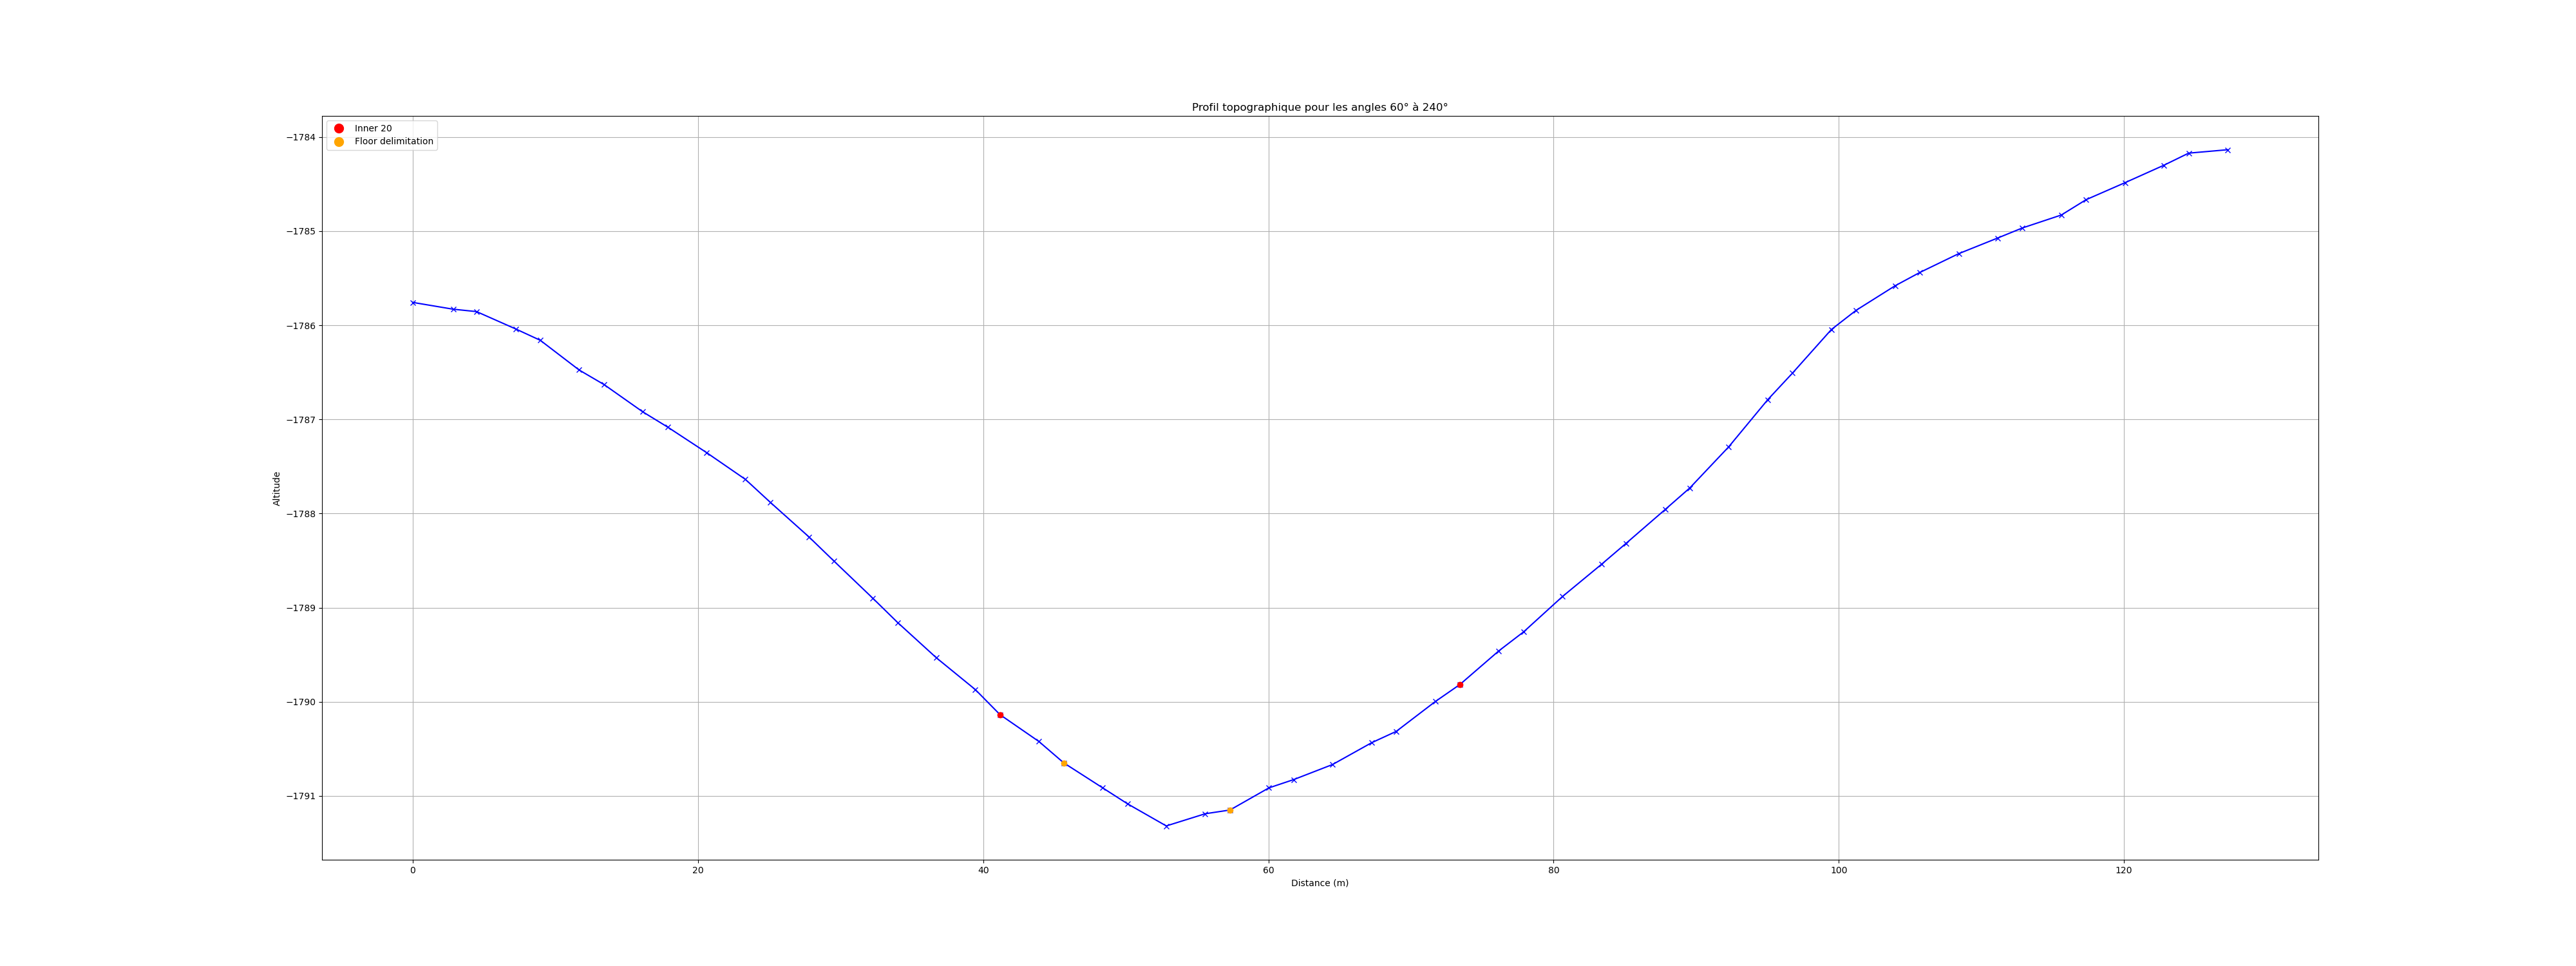 Profil topographique pour les angles 60° à 240°
Inner 20
Floor delimitation
−1784
−1785
−1786
−1787
−1788
−1789
−1790
−1791
Altitude
0 20 40 60 80 100 120
Distance (m)